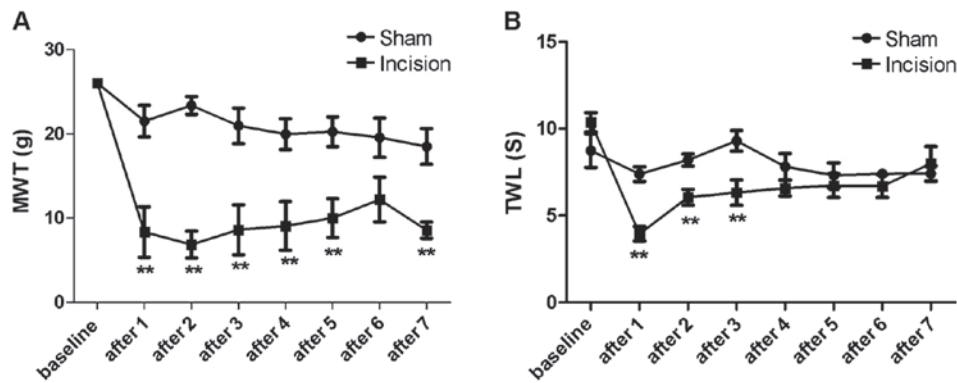 A
Sham
Incision
30
20
10
0
MWT (g)
**
**
**
**
**
**
baseline
after 1
after 2
after 3
after 4
after 5
after 6
after 7
B
Sham
Incision
15
10
5
0
TWL (S)
**
**
**
baseline
after 1
after 2
after 3
after 4
after 5
after 6
after 7